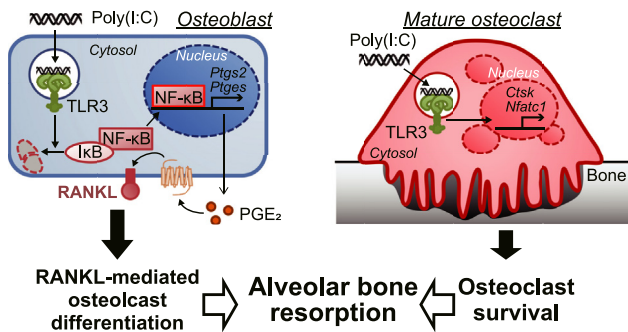 Osteoblast
Poly(I:C)
Cytosol
Nucleus
Ptgs2
Ptges
NF-κB
TLR3
NF-κB
IκB
RANKL
PGE₂
RANKL-mediated
osteolcast
differentiation
Alveolar bone
resorption
Mature osteoclast
Poly(I:C)
Nucleus
Ctsk
Nfatc1
TLR3
Cytosol
Bone
Osteoclast
survival